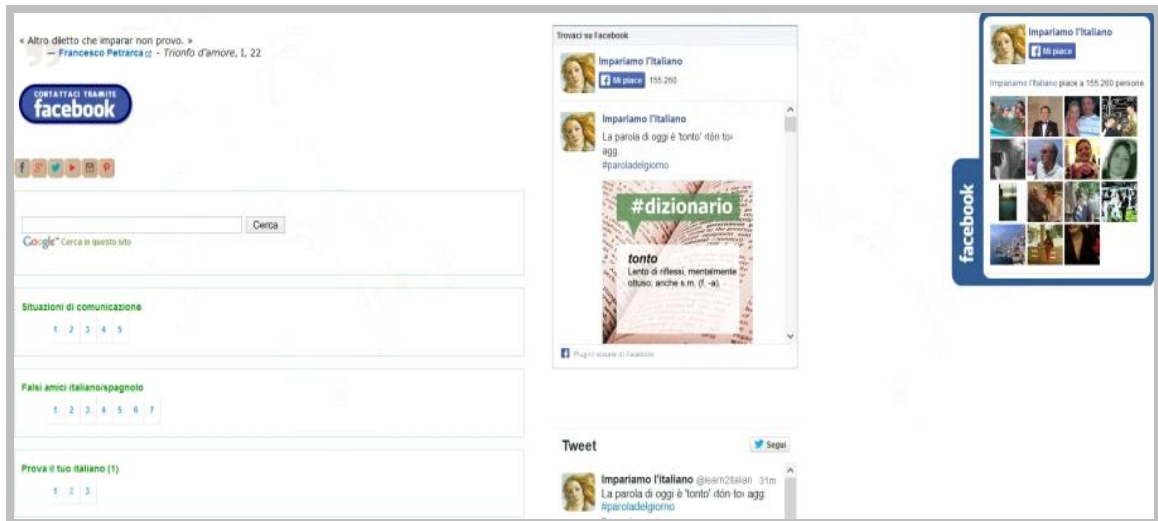 « Altro diletto che imparar non provo. »
— Francesco Petrarca - Trionfo d'amore, I, 22
CONTATTACI TRAMITE
facebook
Cerca
Google™ Cerca in questo sito
Situazioni di comunicazione
1 2 3 4 5
Falsi amici italiano/spagnolo
1 2 3 4 5 6 7
Prova il tuo italiano (1)
1 2 3
Trovaci su Facebook
Impariamo l'Italiano
Mi piace 155.260
Impariamo l'Italiano
La parola di oggi è 'tonto' ‹tón·to›
agg.
#paroladelgiorno
#dizionario
tonto
Lento di riflessi, mentalmente
ottuso: anche s.m. (f. -a).
Plug-in sociale di Facebook
Tweet
Segui
Impariamo l'italiano @learn2italian 31m
La parola di oggi è 'tonto' ‹tón·to› agg.
#paroladelgiorno
facebook
Impariamo l'Italiano
Mi piace
Impariamo l'Italiano piace a 155.260 persone.